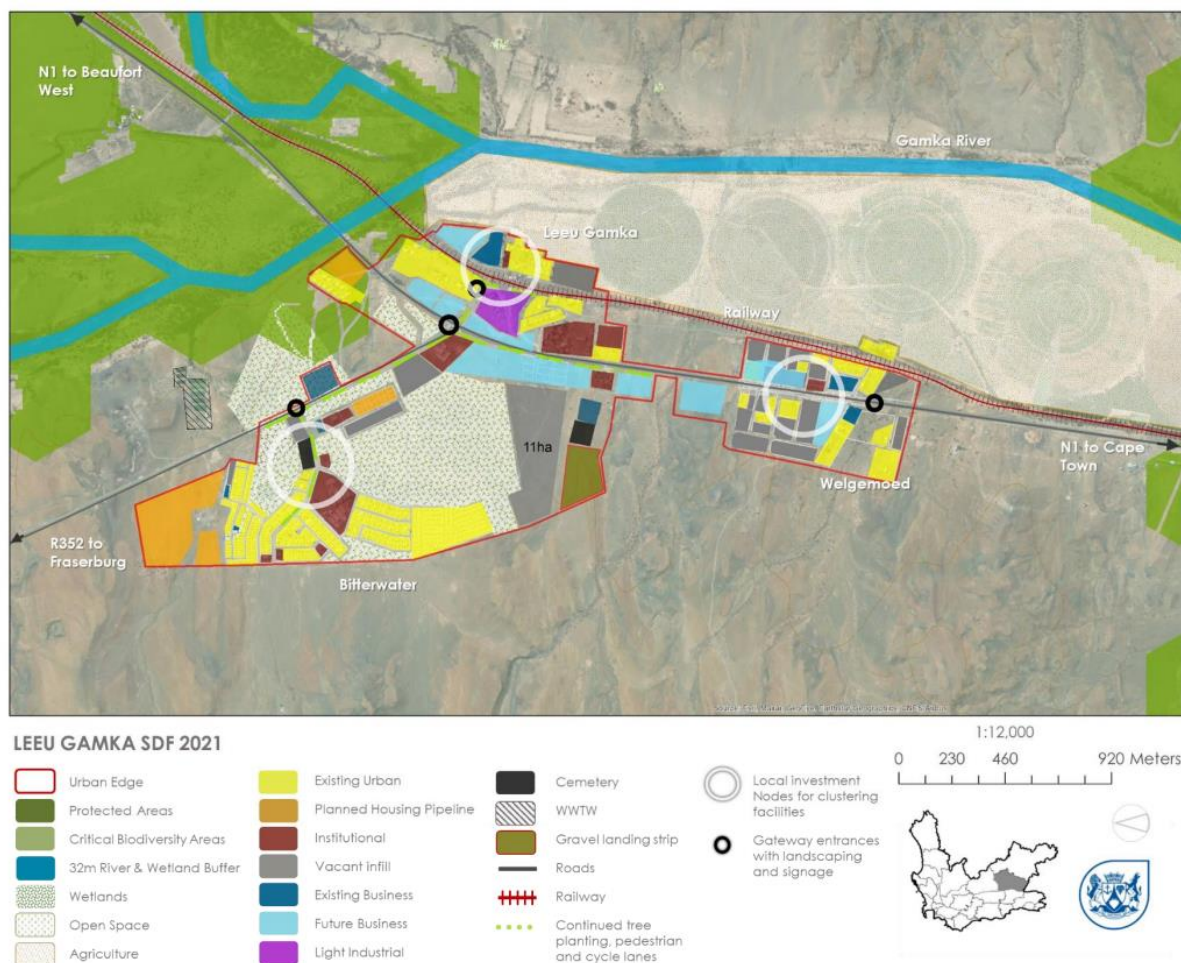 N1 to Beaufort
West
Gamka River
Leeu Gamka
Railway
11ha
N1 to Cape
Town
Welgemoed
R352 to
Fraserburg
Bitterwater
LEEU GAMKA SDF 2021
Urban Edge
Protected Areas
Critical Biodiversity Areas
32m River & Wetland Buffer
Wetlands
Open Space
Agriculture
Existing Urban
Planned Housing Pipeline
Institutional
Vacant infill
Existing Business
Future Business
Light Industrial
Cemetery
WWTW
Gravel landing strip
Roads
Railway
Continued tree
planting, pedestrian
and cycle lanes
Local investment
Nodes for clustering
facilities
Gateway entrances
with landscaping
and signage
1:12,000
0 230 460 920 Meters